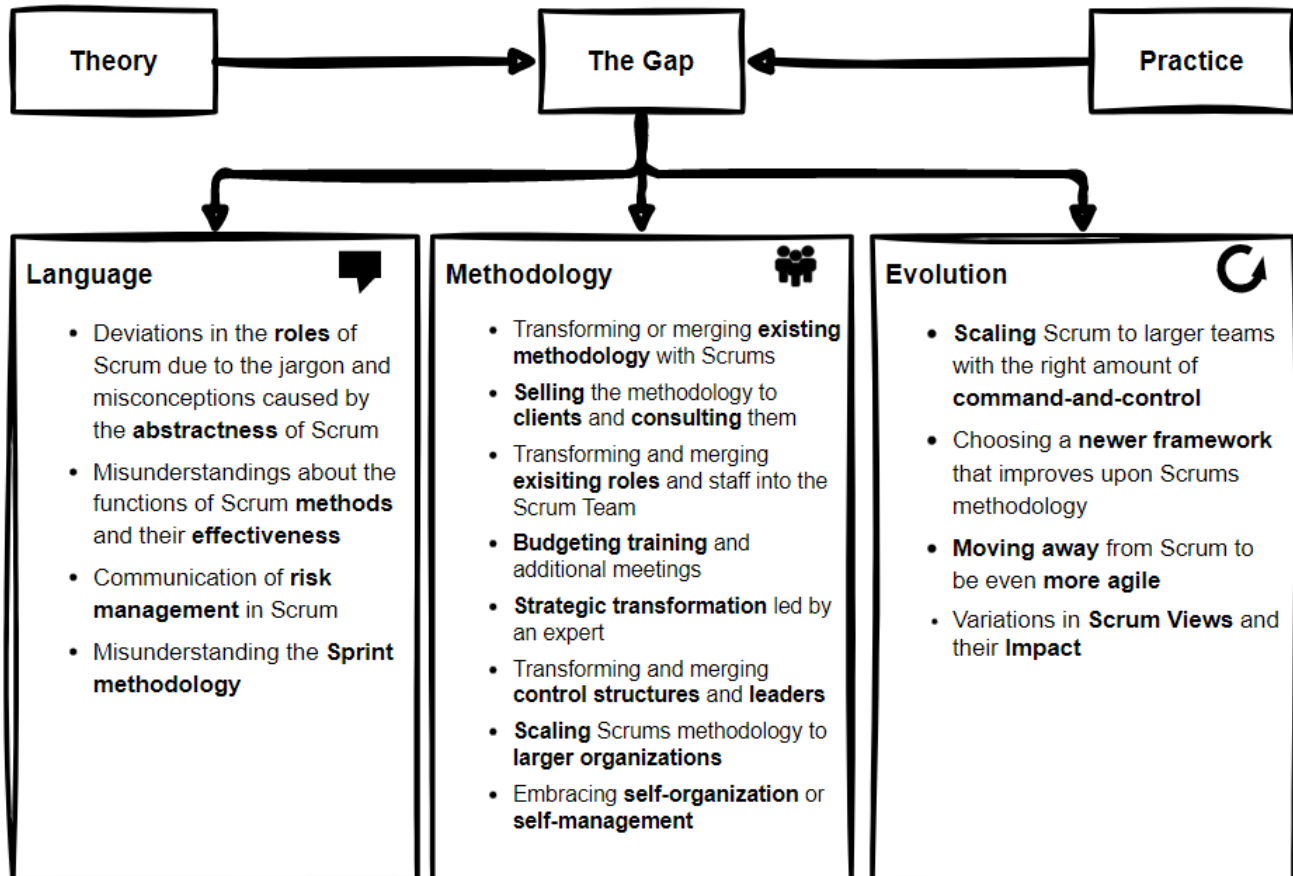 Theory
The Gap
Practice
Language
• Deviations in the roles of
Scrum due to the jargon and
misconceptions caused by
the abstractness of Scrum
• Misunderstandings about the
functions of Scrum methods
and their effectiveness
• Communication of risk
management in Scrum
• Misunderstanding the Sprint
methodology
Methodology
• Transforming or merging existing
methodology with Scrums
• Selling the methodology to
clients and consulting them
• Transforming and merging
exisiting roles and staff into the
Scrum Team
• Budgeting training and
additional meetings
• Strategic transformation led by
an expert
• Transforming and merging
control structures and leaders
• Scaling Scrums methodology to
larger organizations
• Embracing self-organization or
self-management
Evolution
• Scaling Scrum to larger teams
with the right amount of
command-and-control
• Choosing a newer framework
that improves upon Scrums
methodology
• Moving away from Scrum to
be even more agile
• Variations in Scrum Views and
their Impact